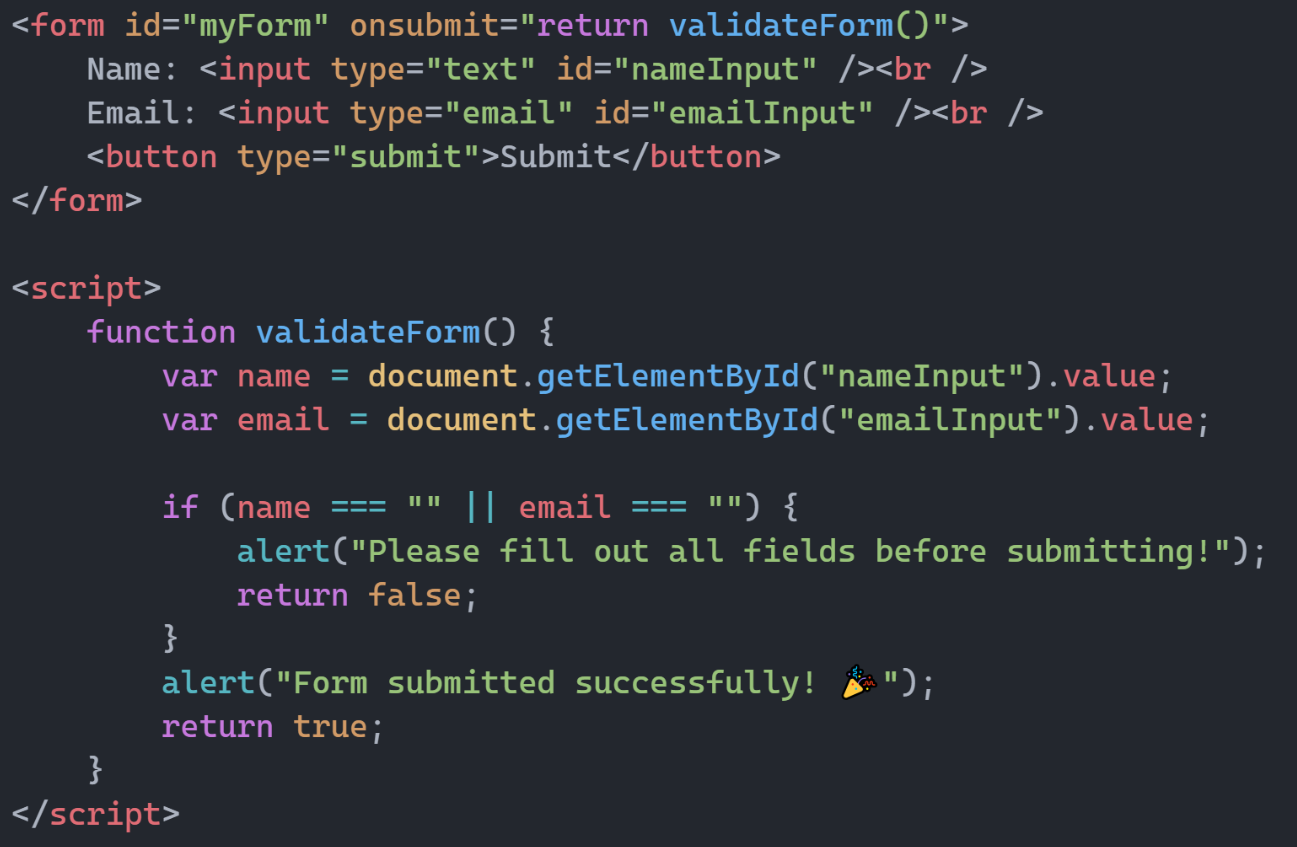 <form id="myForm" onsubmit="return validateForm()">
    Name: <input type="text" id="nameInput" /><br />
    Email: <input type="email" id="emailInput" /><br />
    <button type="submit">Submit</button>
</form>

<script>
    function validateForm() {
        var name = document.getElementById("nameInput").value;
        var email = document.getElementById("emailInput").value;

        if (name === "" || email === "") {
            alert("Please fill out all fields before submitting!");
            return false;
        }
        alert("Form submitted successfully! 🎉");
        return true;
    }
</script>